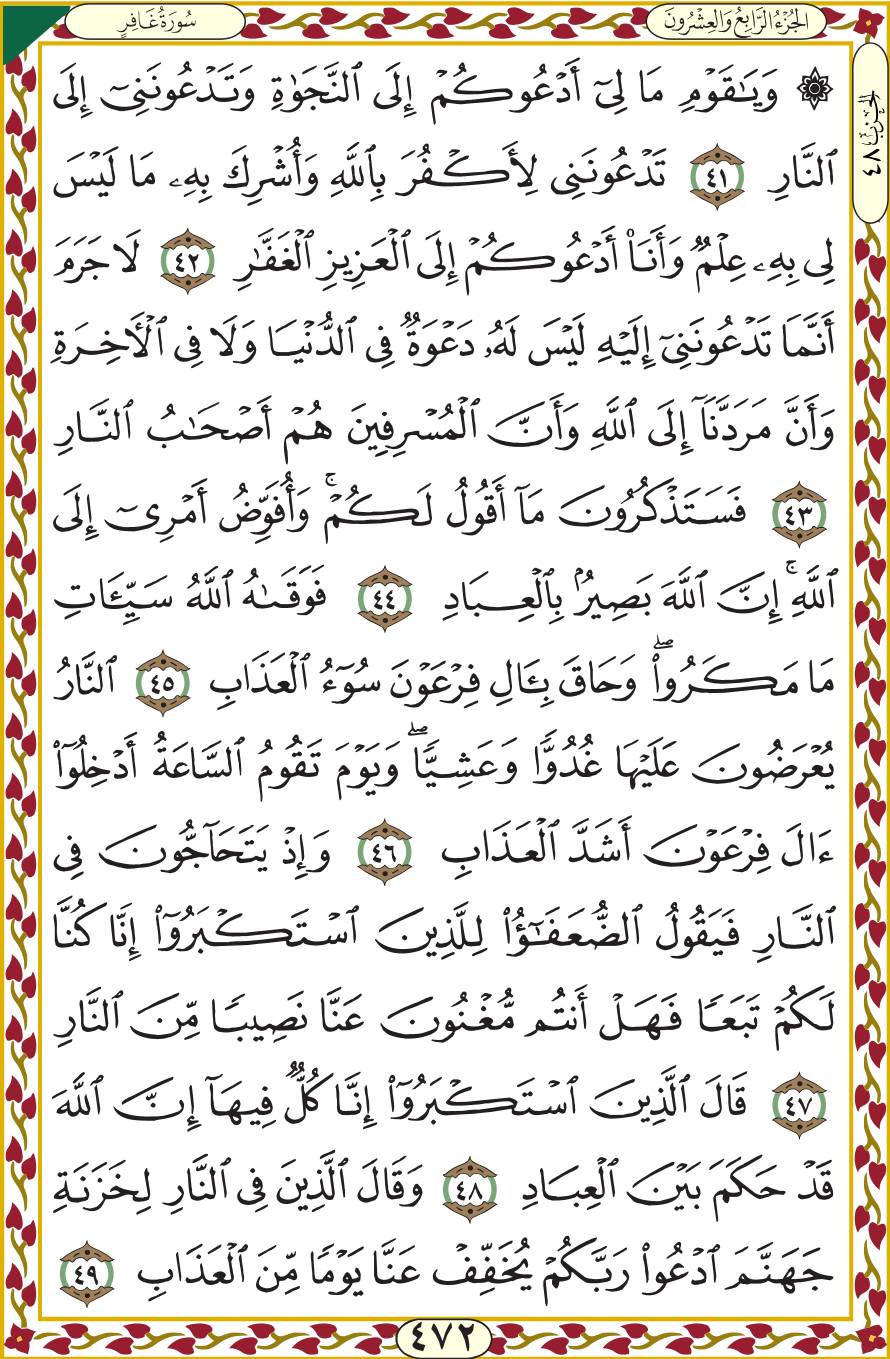 الجُزْءُ الرَّابِعُ وَالعِشْرُونَ
سُورَةُ غَافِرٍ
الحِزْبُ ٤٨
۞ وَيَٰقَوْمِ مَا لِىٓ أَدْعُوكُمْ إِلَى ٱلنَّجَوٰةِ وَتَدْعُونَنِىٓ إِلَى
ٱلنَّارِ ٤١ تَدْعُونَنِى لِأَكْفُرَ بِٱللَّهِ وَأُشْرِكَ بِهِۦ مَا لَيْسَ
لِى بِهِۦ عِلْمٌ وَأَنَا۠ أَدْعُوكُمْ إِلَى ٱلْعَزِيزِ ٱلْغَفَّٰرِ ٤٢ لَا جَرَمَ
أَنَّمَا تَدْعُونَنِىٓ إِلَيْهِ لَيْسَ لَهُۥ دَعْوَةٌ فِى ٱلدُّنْيَا وَلَا فِى ٱلْأٓخِرَةِ
وَأَنَّ مَرَدَّنَآ إِلَى ٱللَّهِ وَأَنَّ ٱلْمُسْرِفِينَ هُمْ أَصْحَٰبُ ٱلنَّارِ
٤٣ فَسَتَذْكُرُونَ مَآ أَقُولُ لَكُمْ ۚ وَأُفَوِّضُ أَمْرِىٓ إِلَى
ٱللَّهِ ۚ إِنَّ ٱللَّهَ بَصِيرٌۢ بِٱلْعِبَادِ ٤٤ فَوَقَىٰهُ ٱللَّهُ سَيِّـَٔاتِ
مَا مَكَرُوا۟ ۖ وَحَاقَ بِـَٔالِ فِرْعَوْنَ سُوٓءُ ٱلْعَذَابِ ٤٥ ٱلنَّارُ
يُعْرَضُونَ عَلَيْهَا غُدُوًّا وَعَشِيًّا ۖ وَيَوْمَ تَقُومُ ٱلسَّاعَةُ أَدْخِلُوٓا۟
ءَالَ فِرْعَوْنَ أَشَدَّ ٱلْعَذَابِ ٤٦ وَإِذْ يَتَحَآجُّونَ فِى
ٱلنَّارِ فَيَقُولُ ٱلضُّعَفَٰٓؤُا۟ لِلَّذِينَ ٱسْتَكْبَرُوٓا۟ إِنَّا كُنَّا
لَكُمْ تَبَعًا فَهَلْ أَنتُم مُّغْنُونَ عَنَّا نَصِيبًا مِّنَ ٱلنَّارِ
٤٧ قَالَ ٱلَّذِينَ ٱسْتَكْبَرُوٓا۟ إِنَّا كُلٌّ فِيهَآ إِنَّ ٱللَّهَ
قَدْ حَكَمَ بَيْنَ ٱلْعِبَادِ ٤٨ وَقَالَ ٱلَّذِينَ فِى ٱلنَّارِ لِخَزَنَةِ
جَهَنَّمَ ٱدْعُوا۟ رَبَّكُمْ يُخَفِّفْ عَنَّا يَوْمًا مِّنَ ٱلْعَذَابِ ٤٩
٤٧٢